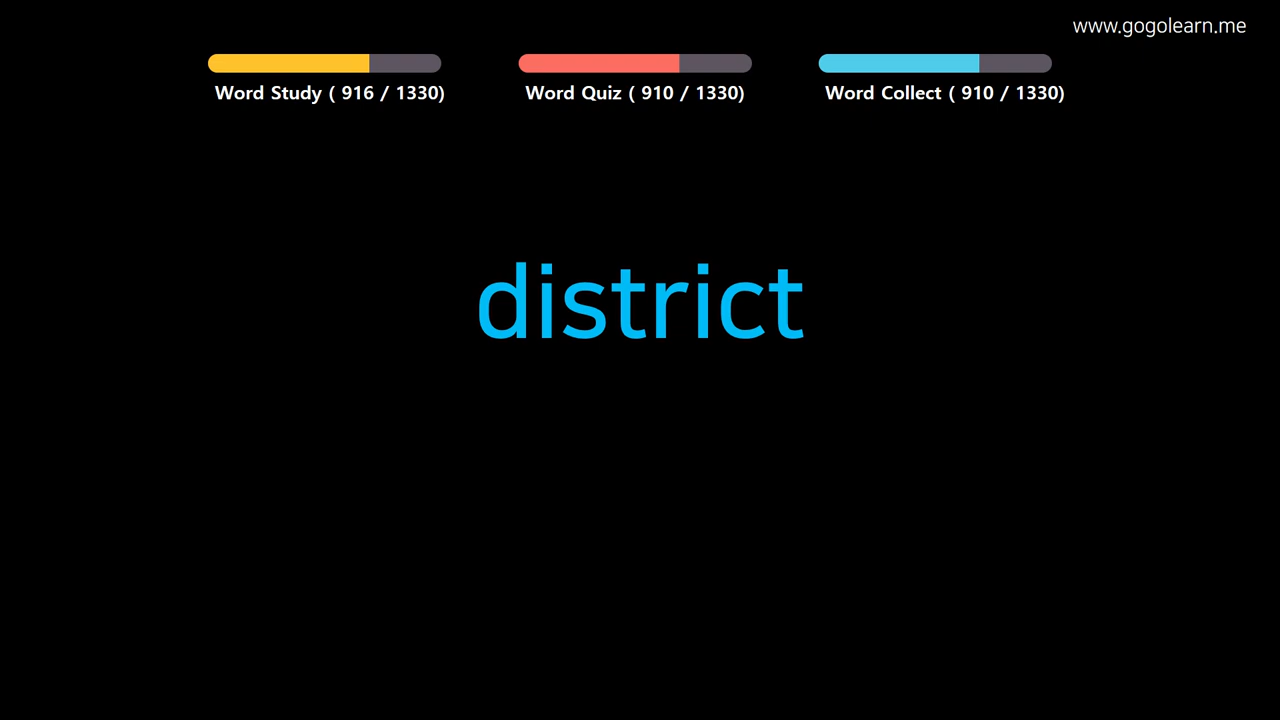 www.gogolearn.me
Word Study ( 916 / 1330)
Word Quiz ( 910 / 1330)
Word Collect ( 910 / 1330)
district